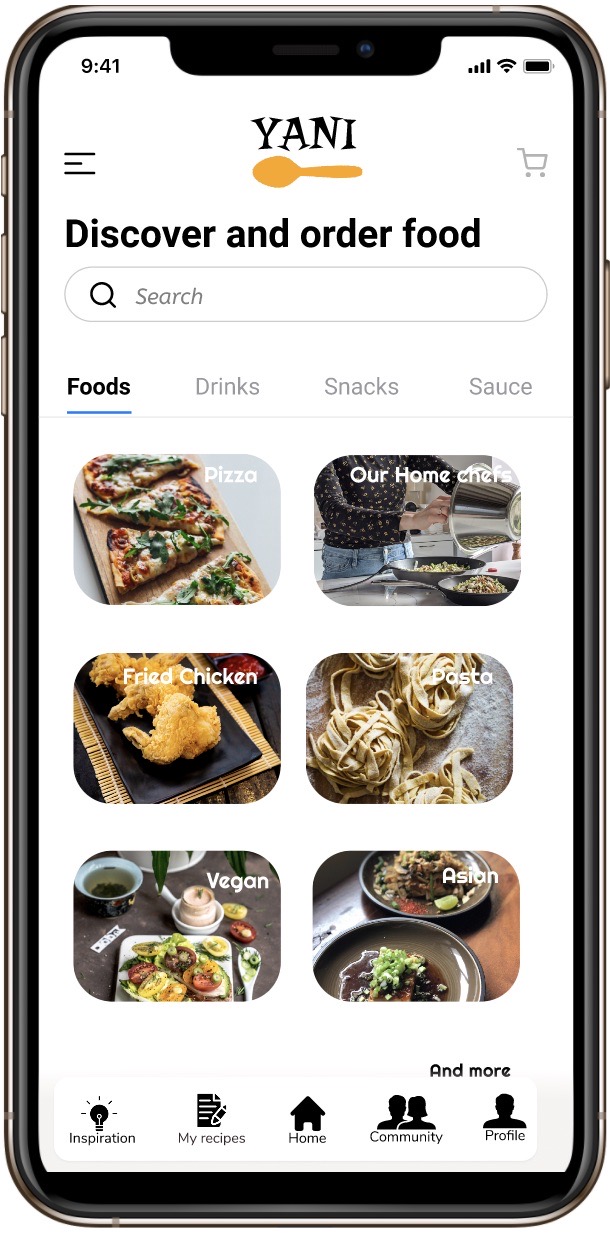 9:41
YANI
Discover and order food
Search
Foods Drinks Snacks Sauce
Pizza
Our Home chefs
Fried Chicken
Pasta
Vegan
Asian
And more
Inspiration My recipes Home Community Profile